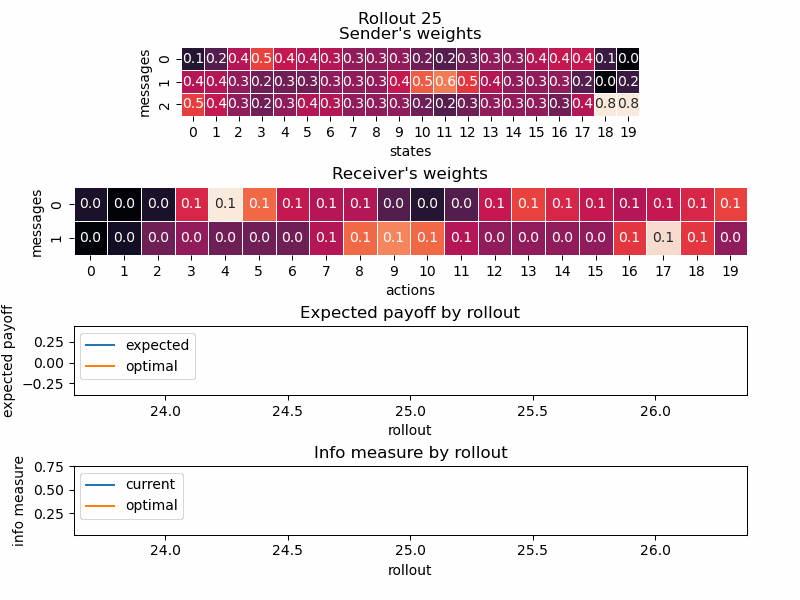 Rollout 25
Sender's weights
0 0.1 0.2 0.4 0.5 0.4 0.4 0.4 0.3 0.3 0.3 0.2 0.2 0.3 0.3 0.3 0.4 0.4 0.4 0.1 0.0
1 0.4 0.4 0.3 0.2 0.3 0.3 0.3 0.3 0.3 0.4 0.5 0.6 0.5 0.4 0.3 0.3 0.3 0.2 0.0 0.2
2 0.5 0.4 0.3 0.2 0.3 0.3 0.3 0.3 0.3 0.3 0.2 0.2 0.3 0.3 0.3 0.3 0.3 0.4 0.8 0.8
messages
0 1 2 3 4 5 6 7 8 9 10 11 12 13 14 15 16 17 18 19
states
Receiver's weights
0 0.0 0.0 0.0 0.1 0.1 0.1 0.1 0.1 0.1 0.0 0.0 0.0 0.1 0.1 0.1 0.1 0.1 0.1 0.1 0.1
1 0.0 0.0 0.0 0.0 0.0 0.0 0.0 0.1 0.1 0.1 0.1 0.1 0.0 0.0 0.0 0.0 0.1 0.1 0.1 0.0
messages
0 1 2 3 4 5 6 7 8 9 10 11 12 13 14 15 16 17 18 19
actions
Expected payoff by rollout
expected payoff
0.25
0.00
−0.25
expected
optimal
24.0 24.5 25.0 25.5 26.0
rollout
Info measure by rollout
info measure
0.75
0.50
0.25
current
optimal
24.0 24.5 25.0 25.5 26.0
rollout